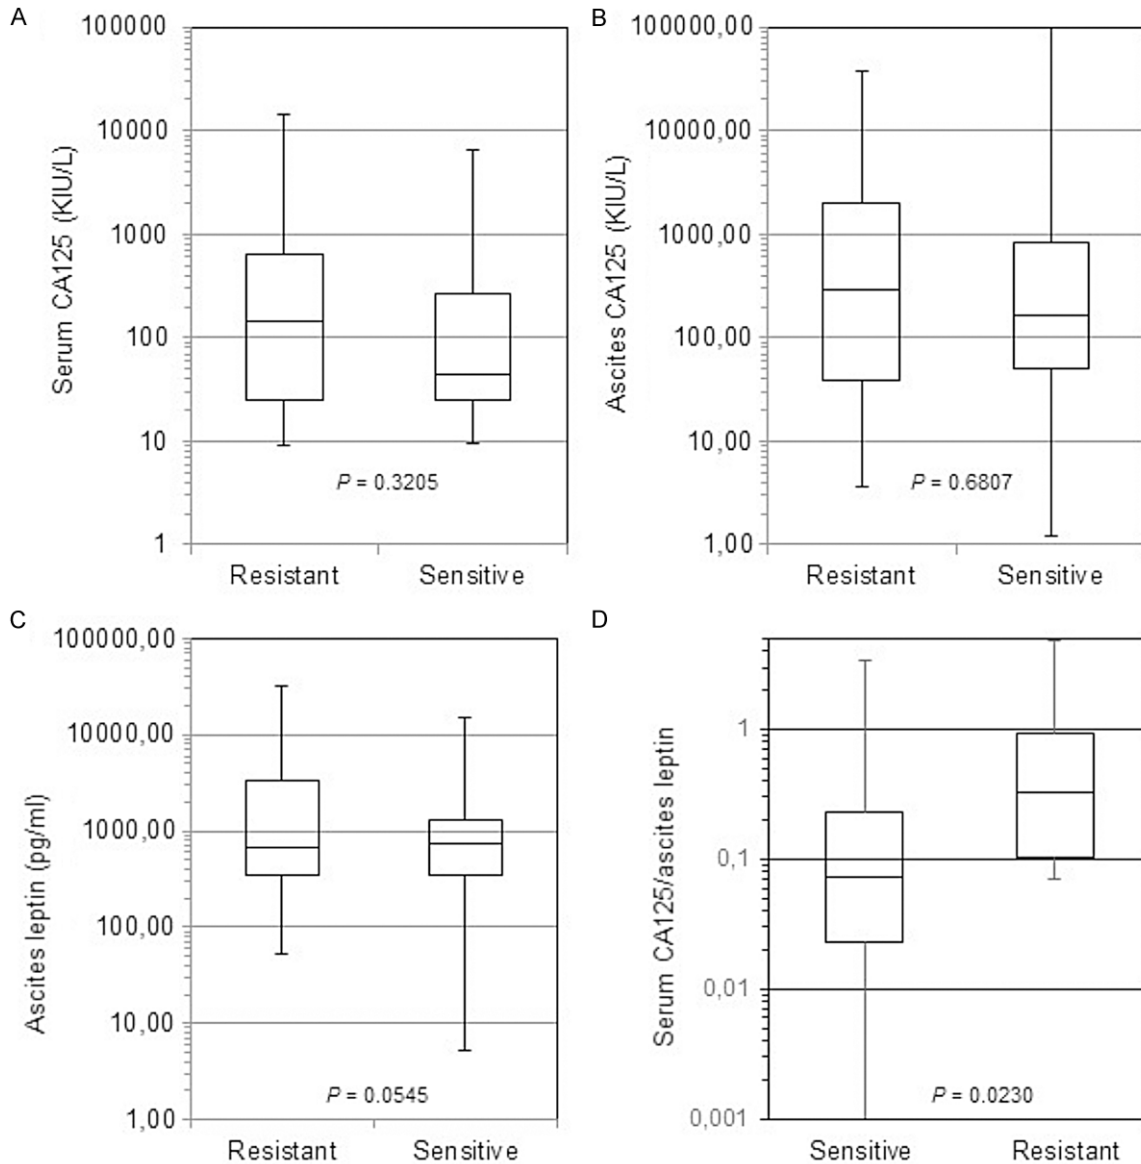 A
Serum CA125 (KIU/L)
100000
10000
1000
100
10
1
P = 0.3205
Resistant Sensitive
B
Ascites CA125 (KIU/L)
100000,00
10000,00
1000,00
100,00
10,00
1,00
P = 0.6807
Resistant Sensitive
C
Ascites leptin (pg/ml)
100000,00
10000,00
1000,00
100,00
10,00
1,00
P = 0.0545
Resistant Sensitive
D
Serum CA125/ascites leptin
1
0,1
0,01
0,001
P = 0.0230
Sensitive Resistant